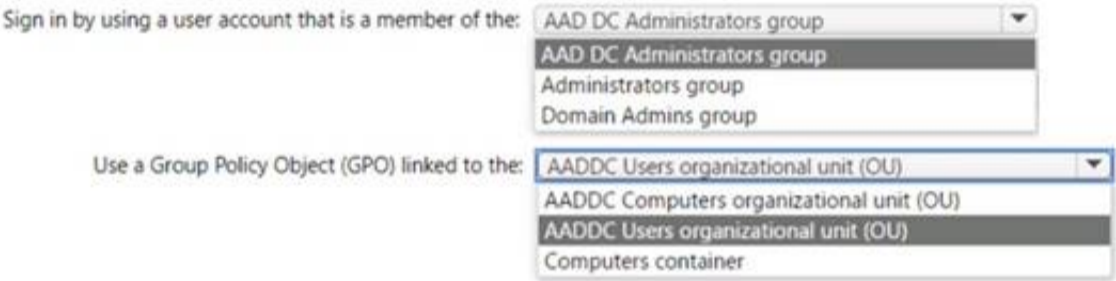 Sign in by using a user account that is a member of the: AAD DC Administrators group
AAD DC Administrators group
Administrators group
Domain Admins group
Use a Group Policy Object (GPO) linked to the: AADDC Users organizational unit (OU)
AADDC Computers organizational unit (OU)
AADDC Users organizational unit (OU)
Computers container